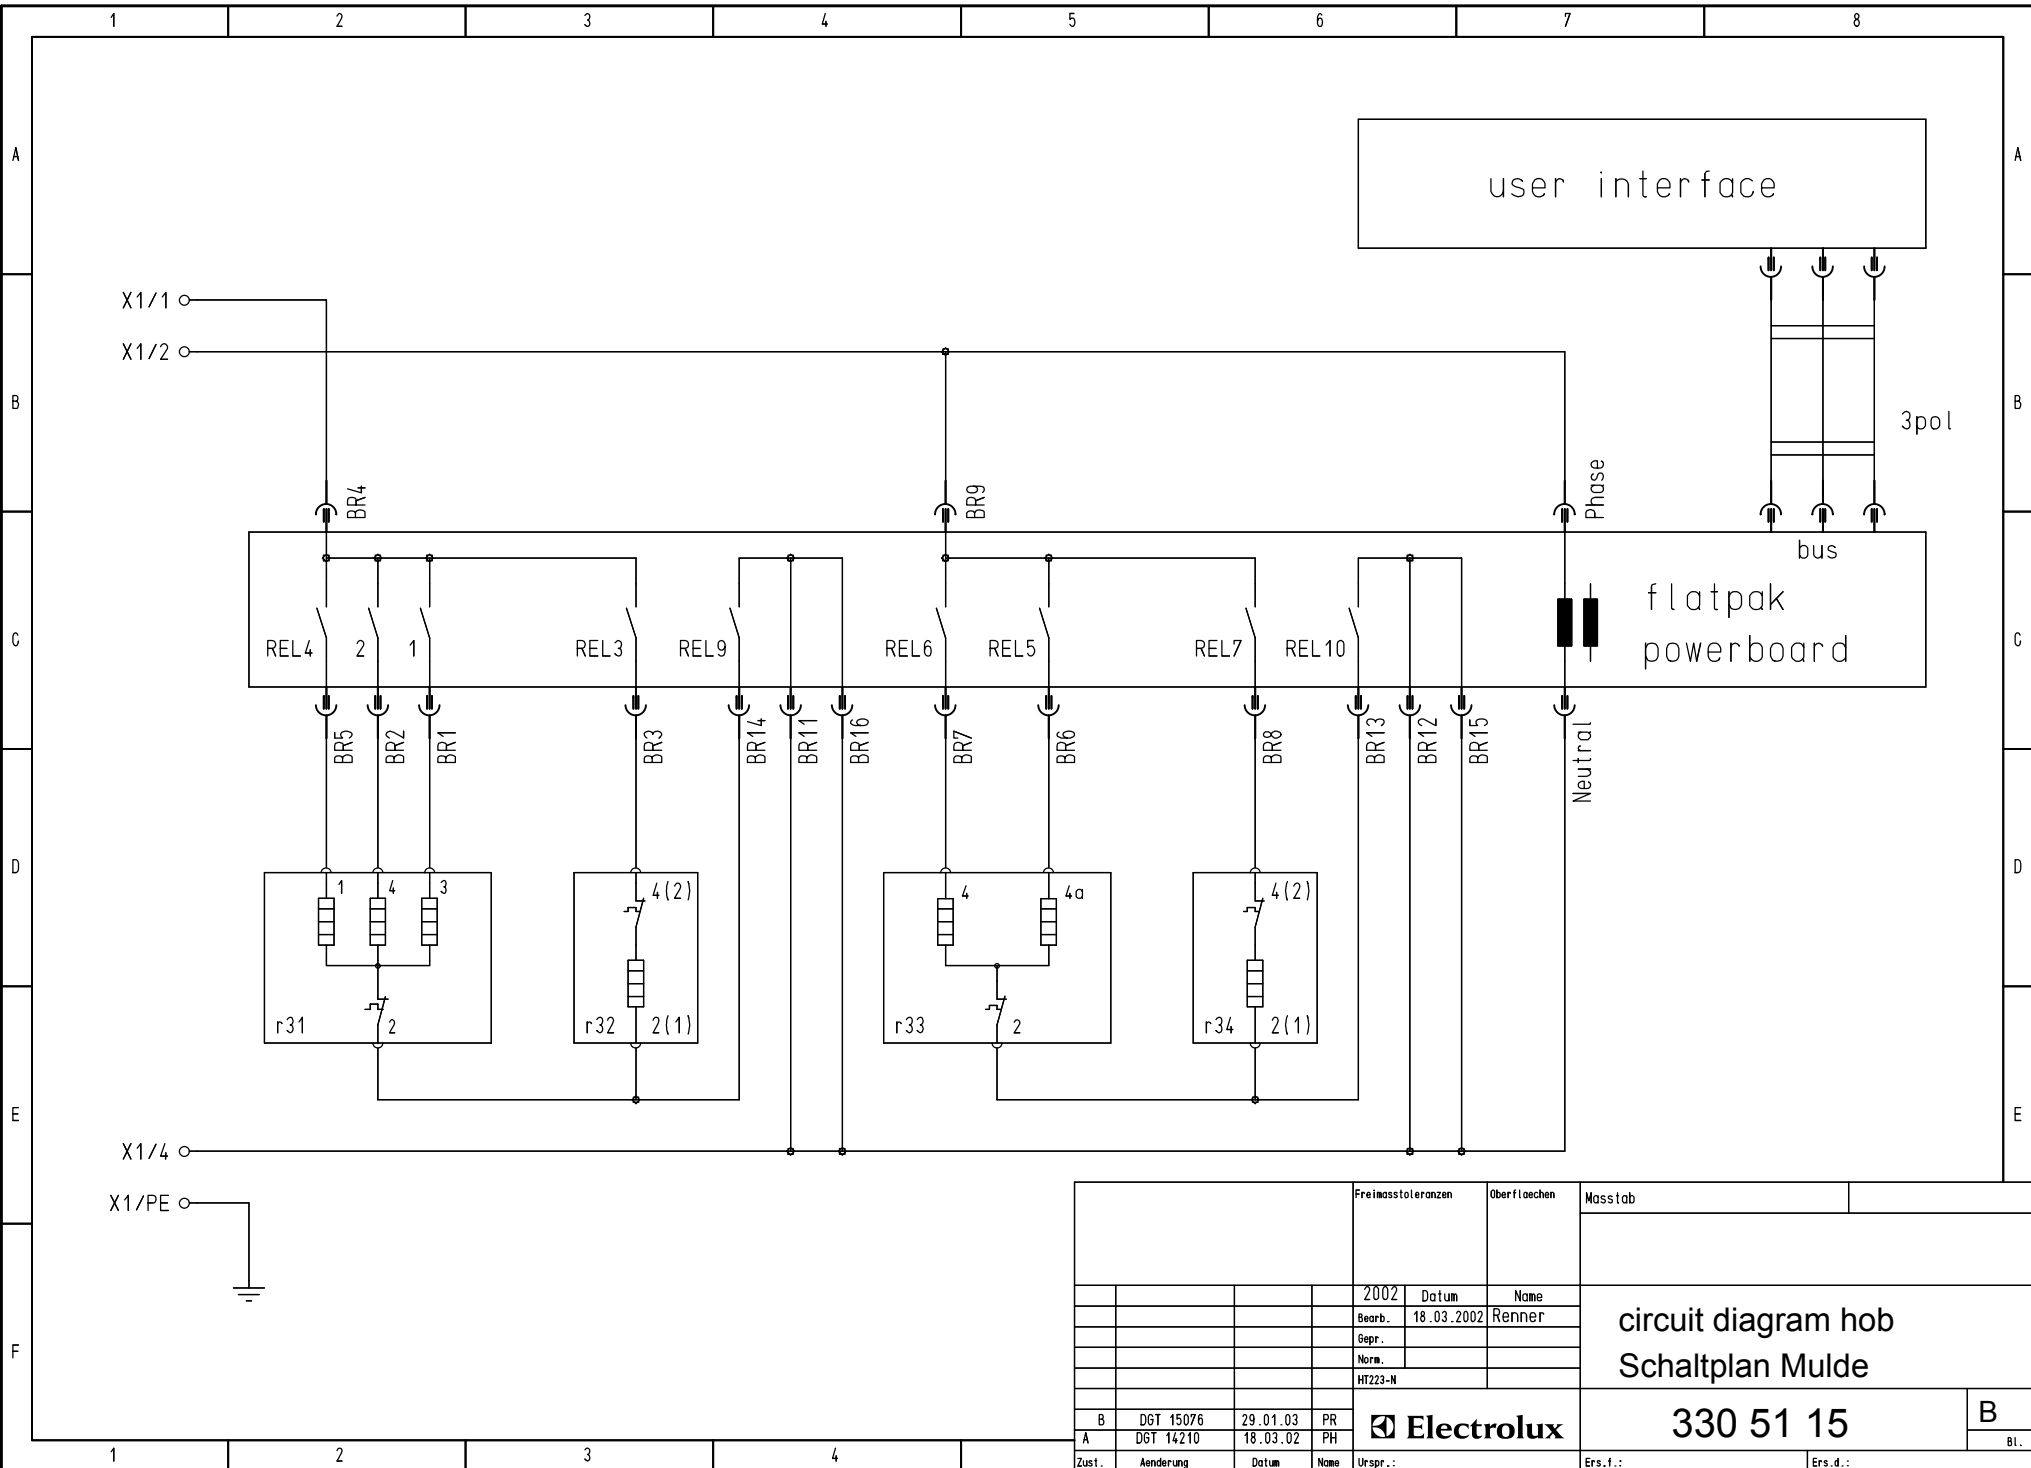 1 2 3 4 5 6 7 8
A A
user interface
X1/1
X1/2
B B
3pol
BR4 BR9 Phase
bus
flatpak
powerboard
C C
REL4 2 1 REL3 REL9 REL6 REL5 REL7 REL10
BR5 BR2 BR1 BR3 BR14 BR11 BR16 BR7 BR6 BR8 BR13 BR12 BR15 Neutral
D D
1 4 3 4(2) 4 4a 4(2)
r31 2 r32 2(1) r33 2 r34 2(1)
E E
X1/4
X1/PE
Freimasstoleranzen Oberflaechen Masstab
2002 Datum Name
Bearb. 18.03.2002 Renner
Gepr.
Norm.
HT223-N
circuit diagram hob
Schaltplan Mulde
F
B DGT 15076 29.01.03 PR
A DGT 14210 18.03.02 PH
Electrolux
330 51 15
B
Bl.
Zust. Aenderung Datum Name Urspr.: Ers.f.: Ers.d.:
1 2 3 4